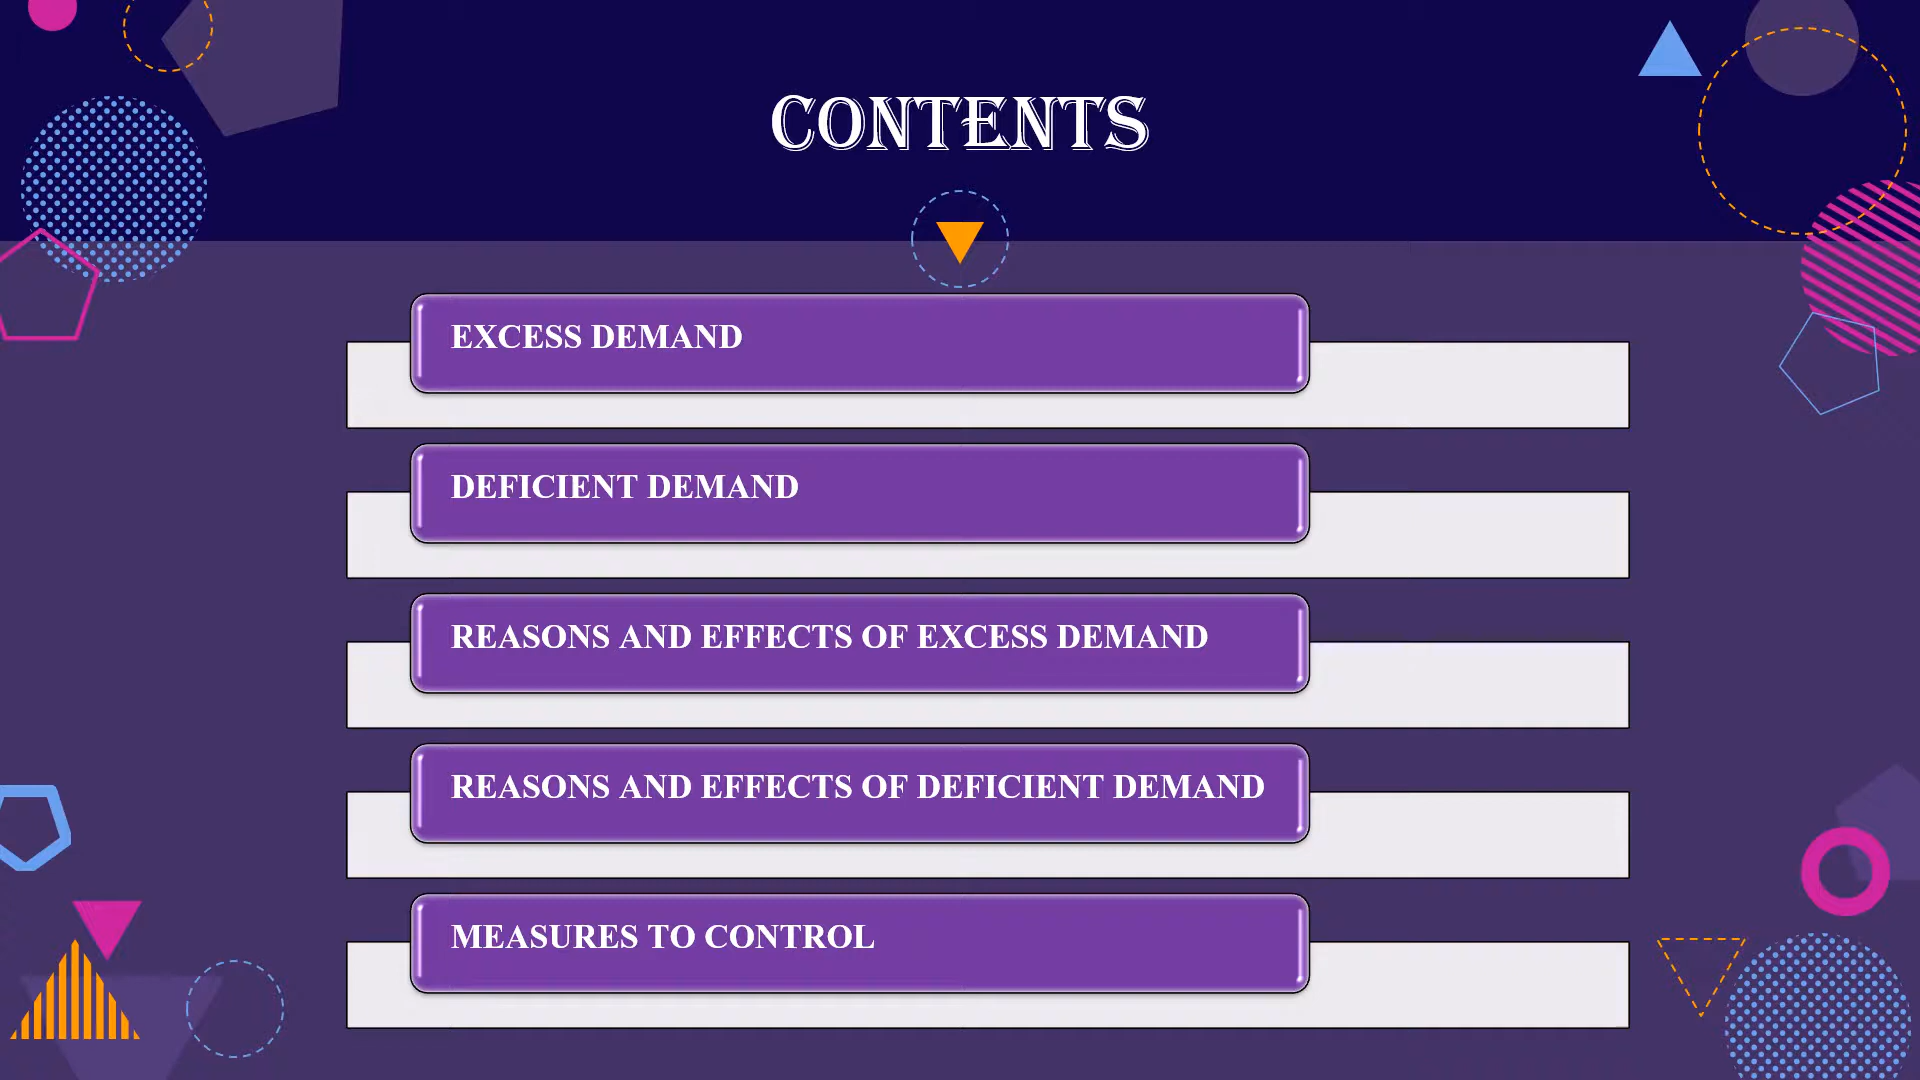 CONTENTS
EXCESS DEMAND
DEFICIENT DEMAND
REASONS AND EFFECTS OF EXCESS DEMAND
REASONS AND EFFECTS OF DEFICIENT DEMAND
MEASURES TO CONTROL